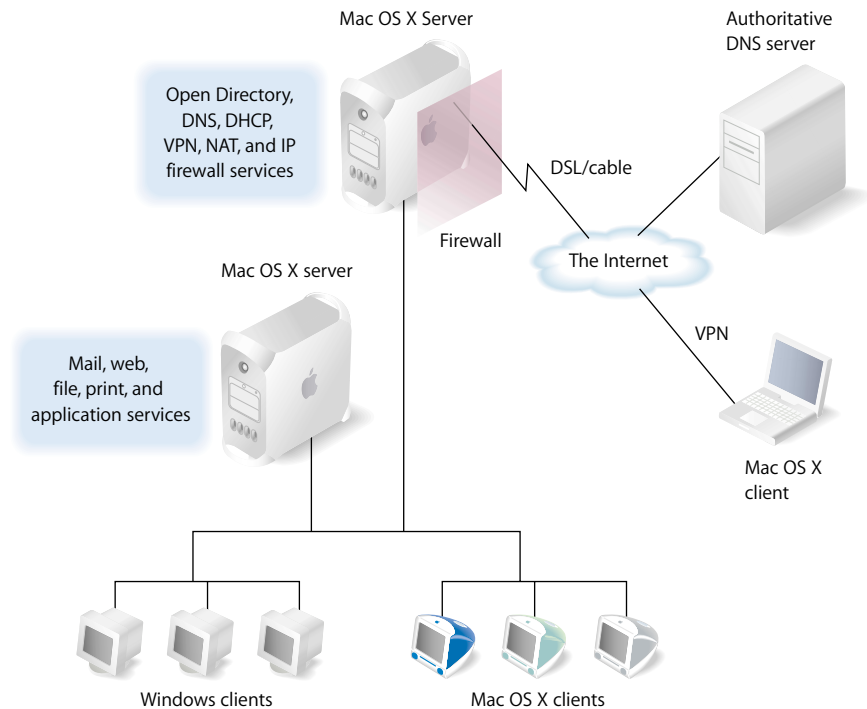 Mac OS X Server
Authoritative
DNS server
Open Directory,
DNS, DHCP,
VPN, NAT, and IP
firewall services
DSL/cable
Firewall
The Internet
Mac OS X server
VPN
Mail, web,
file, print, and
application services
Mac OS X
client
Windows clients
Mac OS X clients